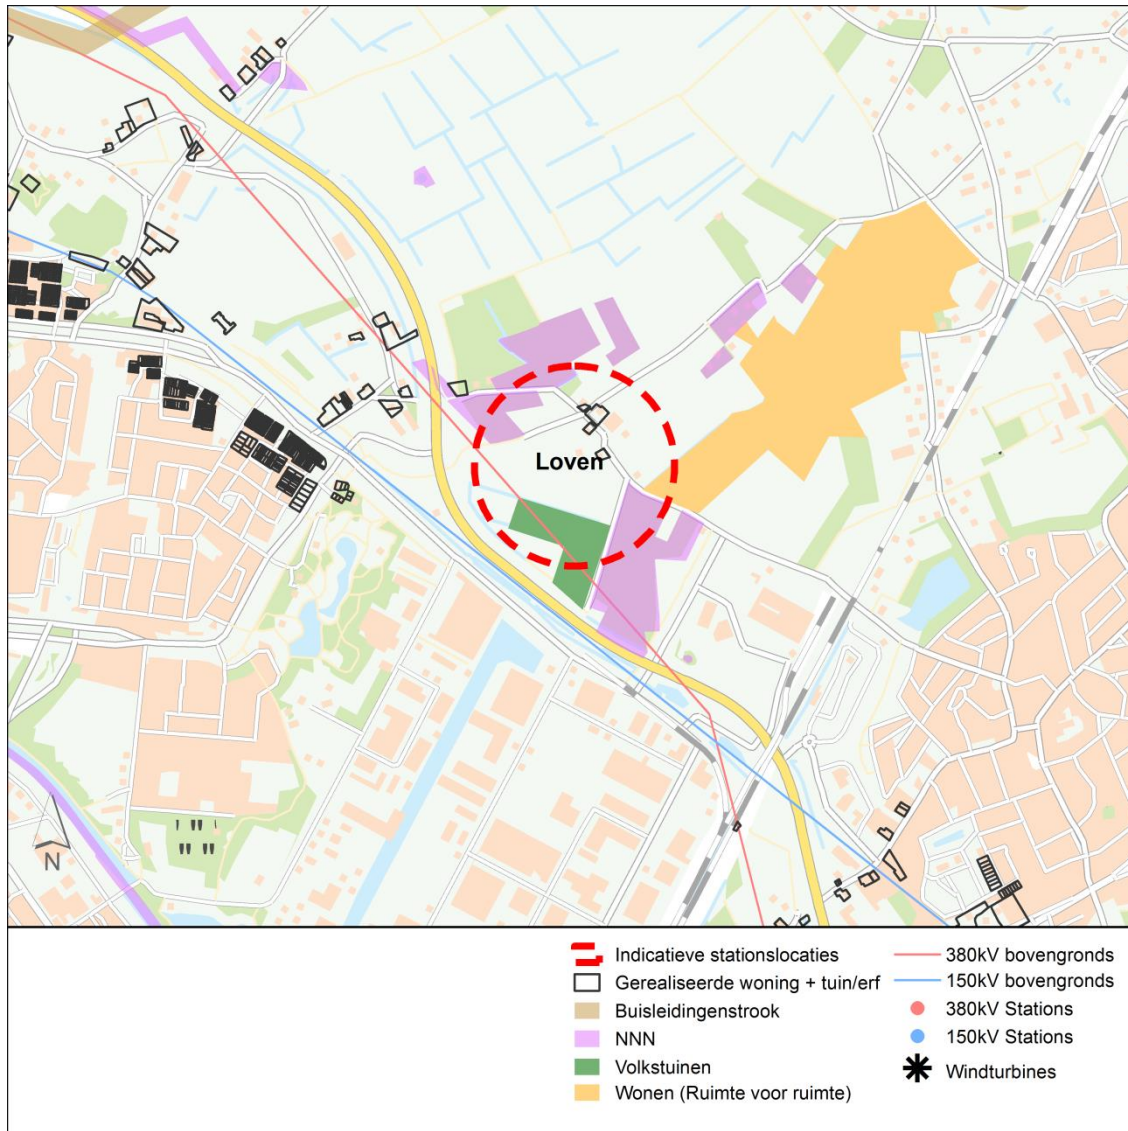 Loven
N
Indicatieve stationslocaties
Gerealiseerde woning + tuin/erf
Buisleidingenstrook
NNN
Volkstuinen
Wonen (Ruimte voor ruimte)
380kV bovengronds
150kV bovengronds
380kV Stations
150kV Stations
Windturbines